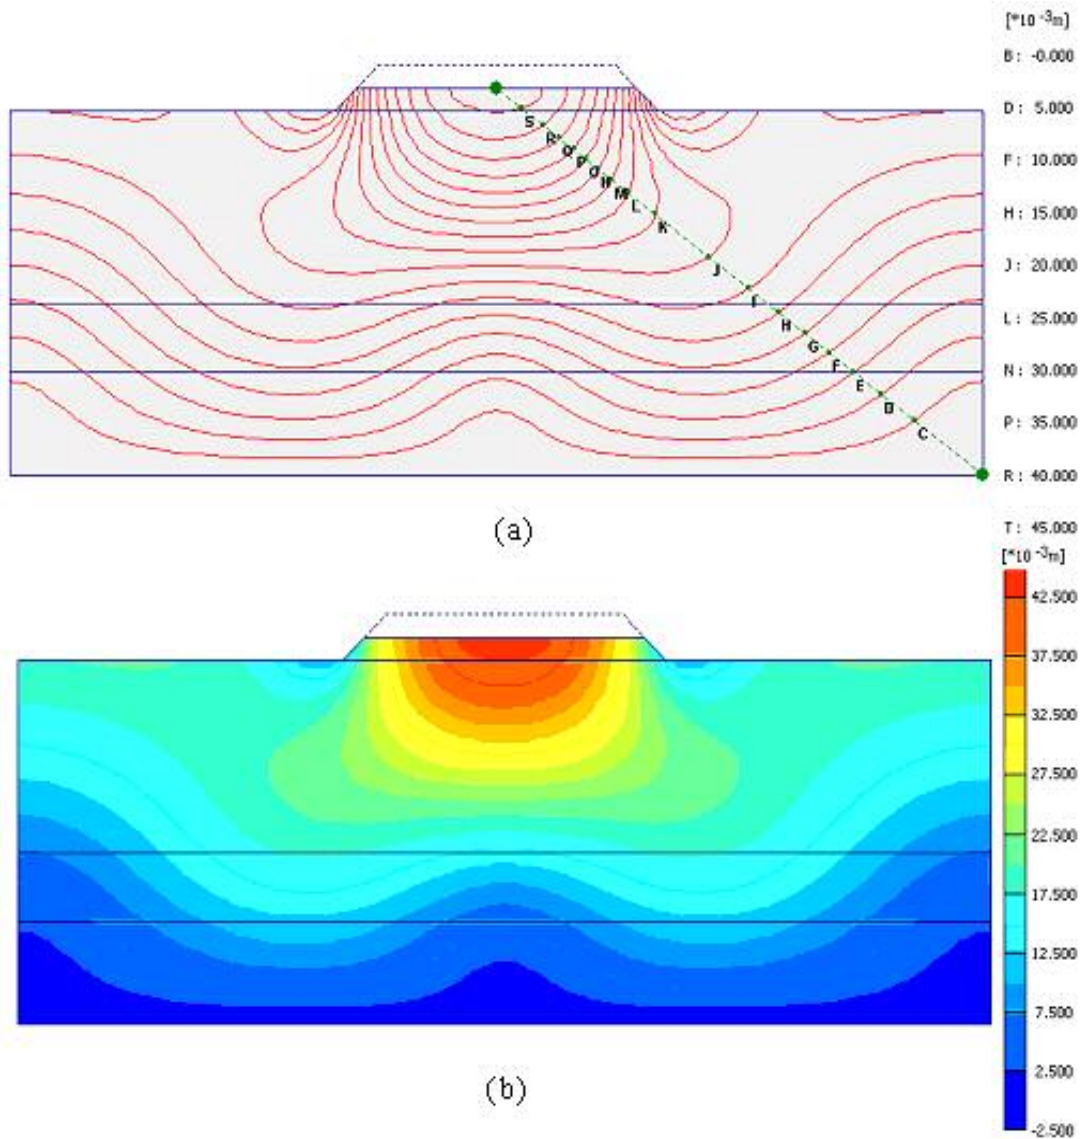 [*10 -3m]
B : -0.000
D : 5.000
F : 10.000
H : 15.000
J : 20.000
L : 25.000
N : 30.000
P : 35.000
R : 40.000
T : 45.000
S
R
Q
P
O
N
M
L
K
J
I
H
G
F
E
D
C
(a)
[*10 -3m]
42.500
37.500
32.500
27.500
22.500
17.500
12.500
7.500
2.500
-2.500
(b)